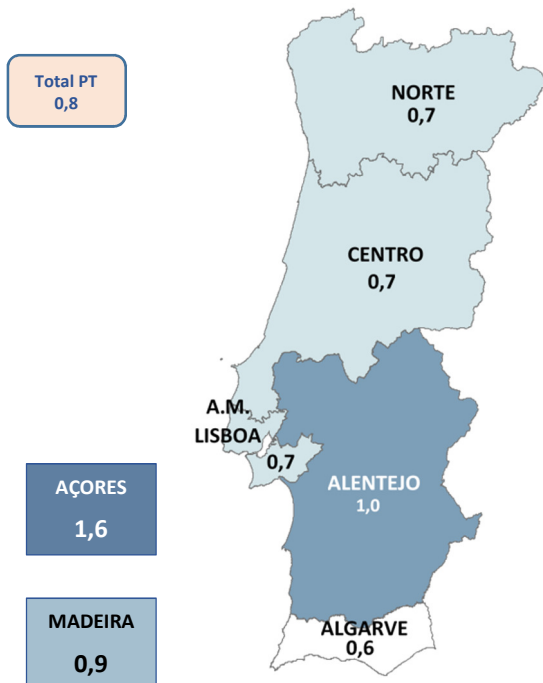 Total PT
0,8
NORTE
0,7
CENTRO
0,7
A.M.
LISBOA
0,7
ALENTEJO
1,0
AÇORES
1,6
MADEIRA
0,9
ALGARVE
0,6